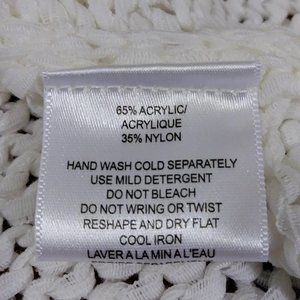 65% ACRYLIC/
ACRYLIQUE
35% NYLON
HAND WASH COLD SEPARATELY
USE MILD DETERGENT
DO NOT BLEACH
DO NOT WRING OR TWIST
RESHAPE AND DRY FLAT
COOL IRON
LAVER A LA MIN A L'EAU